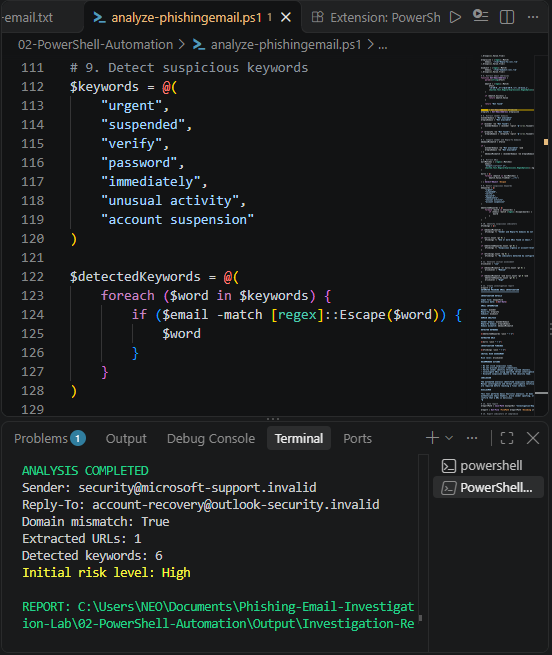 -email.txt
analyze-phishingemail.ps1 1
Extension: PowerSh
02-PowerShell-Automation > analyze-phishingemail.ps1 > ...
111 # 9. Detect suspicious keywords
112 $keywords = @(
113 "urgent",
114 "suspended",
115 "verify",
116 "password",
117 "immediately",
118 "unusual activity",
119 "account suspension"
120 )
121
122 $detectedKeywords = @(
123 foreach ($word in $keywords) {
124 if ($email -match [regex]::Escape($word)) {
125 $word
126 }
127 }
128 )
129
Problems 1 Output Debug Console Terminal Ports
ANALYSIS COMPLETED
Sender: security@microsoft-support.invalid
Reply-To: account-recovery@outlook-security.invalid
Domain mismatch: True
Extracted URLs: 1
Detected keywords: 6
Initial risk level: High
REPORT: C:\Users\NEO\Documents\Phishing-Email-Investigat
ion-Lab\02-PowerShell-Automation\Output\Investigation-Re
powershell
PowerShell...